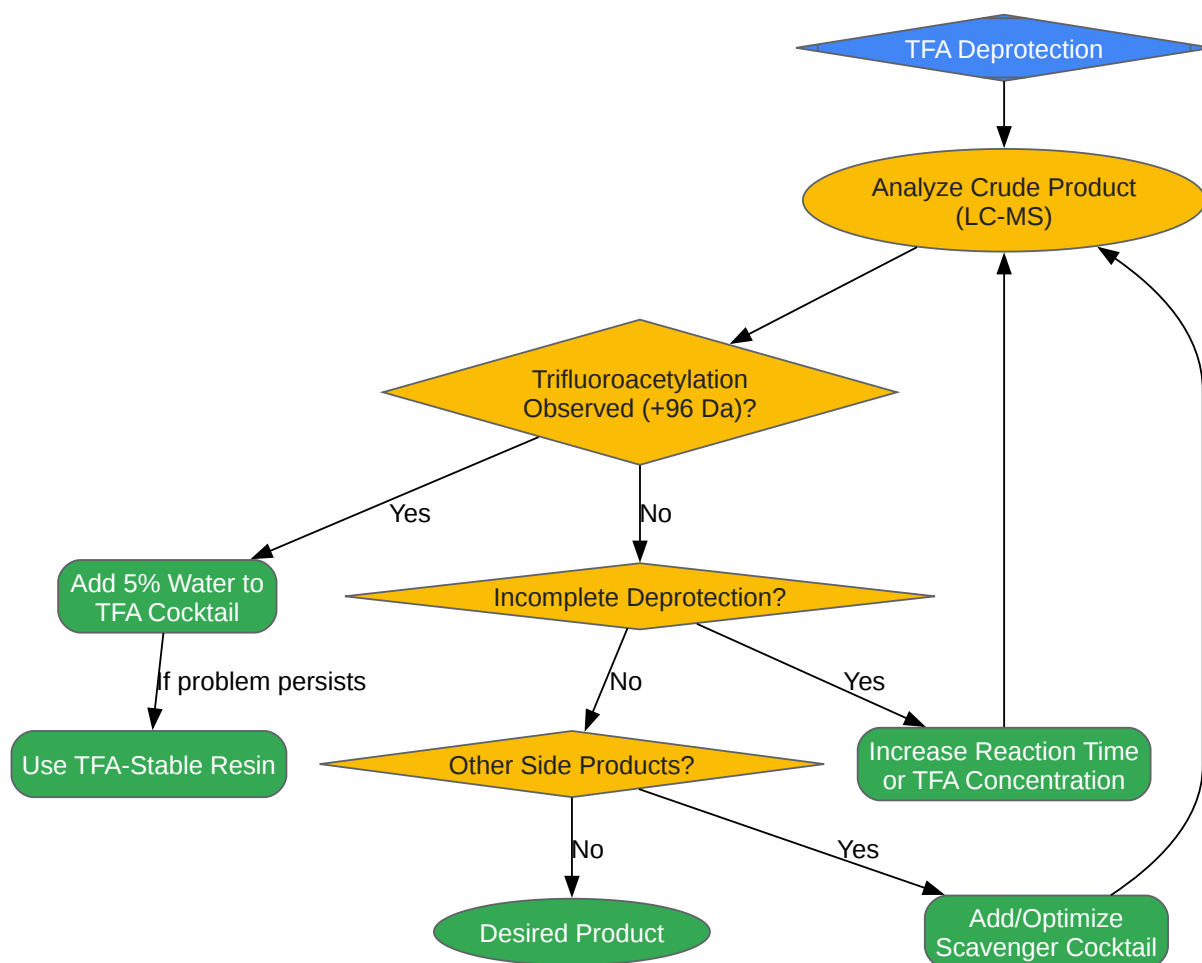 TFA Deprotection
Analyze Crude Product
(LC-MS)
Trifluoroacetylation
Observed (+96 Da)?
Yes
No
Add 5% Water to
TFA Cocktail
Incomplete Deprotection?
If problem persists
No
Yes
Use TFA-Stable Resin
Other Side Products?
Increase Reaction Time
or TFA Concentration
No
Yes
Desired Product
Add/Optimize
Scavenger Cocktail